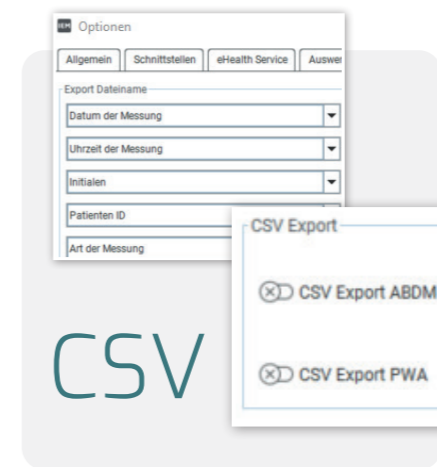 IEM Optionen
Allgemein Schnittstellen eHealth Service
Export Dateiname
Datum der Messung
Uhrzeit der Messung
Initialen
Patienten ID
Art der Messung
CSV Export
CSV Export ABDM
CSV Export PWA
CSV